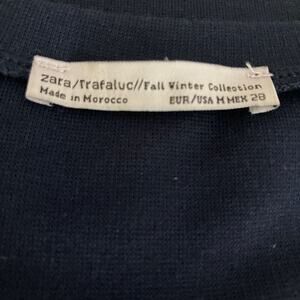 zara/Trafaluc//Fall Winter Collection
Made in Morocco EUR/USA M MEX 28